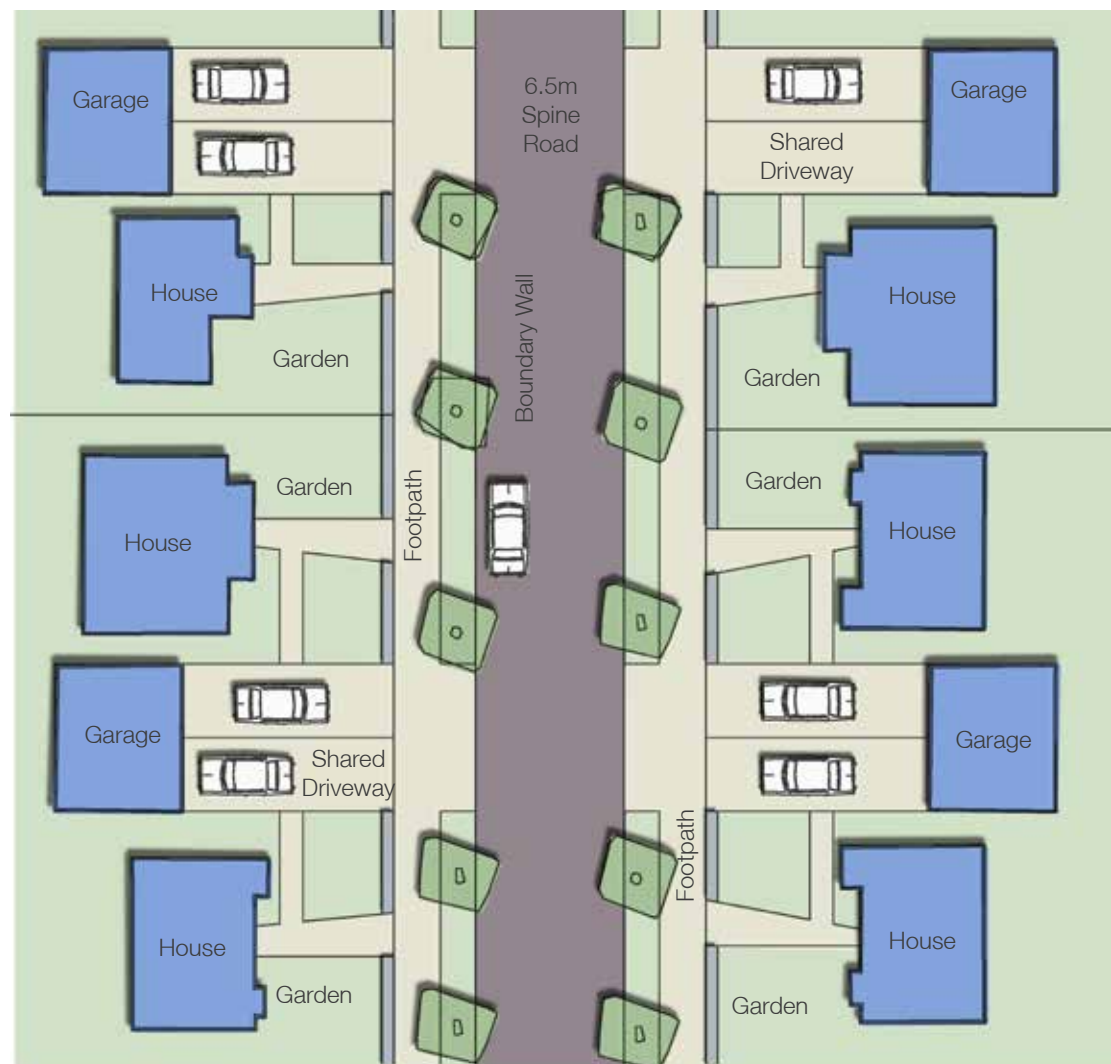 Garage
6.5m
Spine
Road
Garage
Shared
Driveway
House
House
Boundary Wall
Garden
Garden
Footpath
Garden
Garden
House
House
Garage
Shared
Driveway
Garage
Footpath
House
House
Garden
Garden